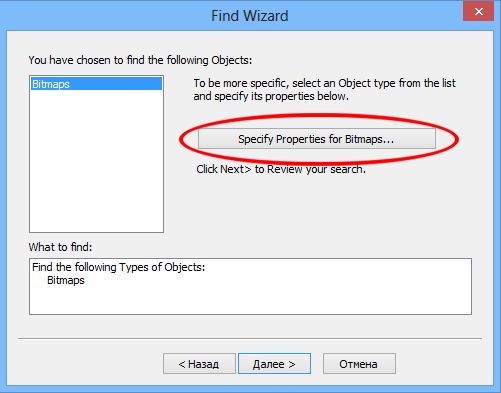 Find Wizard
You have chosen to find the following Objects:
Bitmaps
To be more specific, select an Object type from the list
and specify its properties below.
Specify Properties for Bitmaps...
Click Next> to Review your search.
What to find:
Find the following Types of Objects:
Bitmaps
< Назад
Далее >
Отмена